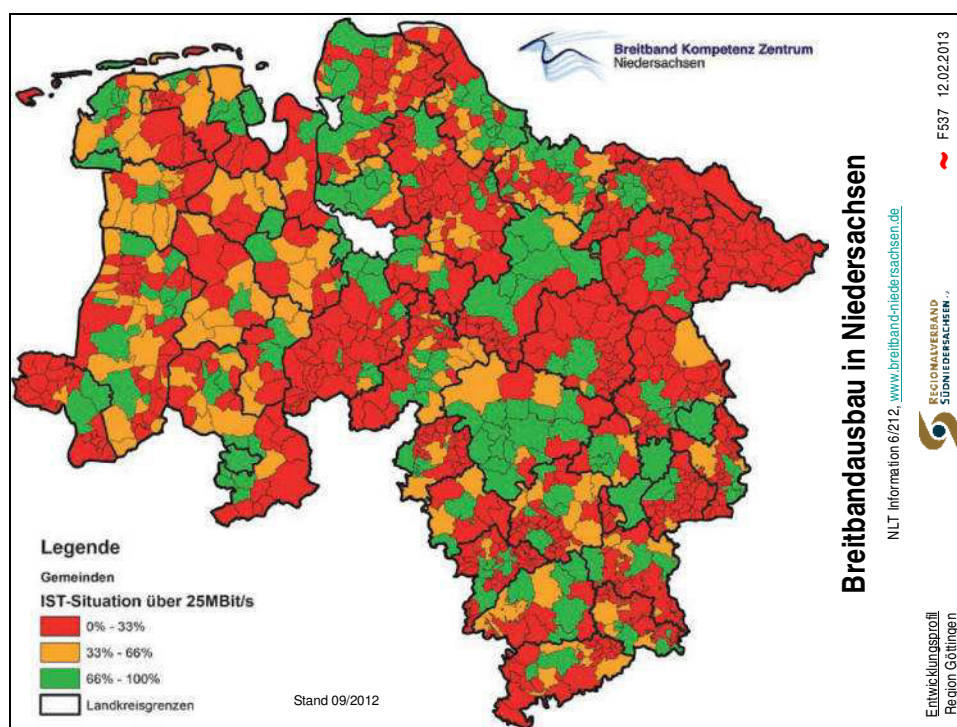 Breitband Kompetenz Zentrum
Niedersachsen
Legende
Gemeinden
IST-Situation über 25MBit/s
0% - 33%
33% - 66%
66% - 100%
Landkreisgrenzen
Stand 09/2012
Breitbandausbau in Niedersachsen
NLT Information 6/212, www.breitband-niedersachsen.de
Entwicklungsprofil
Region Göttingen
REGIONALVERBAND
SÜDNIEDERSACHSEN
F537 12.02.2013